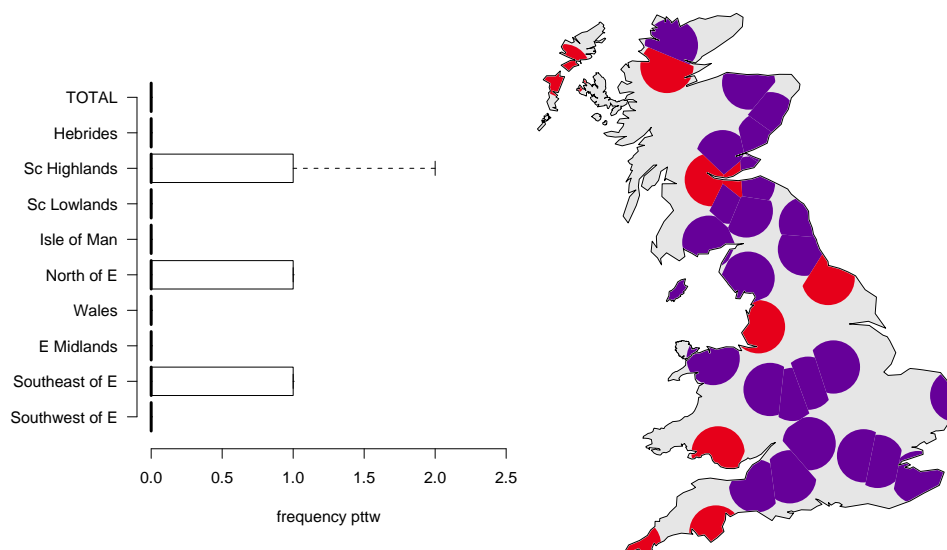 TOTAL
Hebrides
Sc Highlands
Sc Lowlands
Isle of Man
North of E
Wales
E Midlands
Southeast of E
Southwest of E
0.0 0.5 1.0 1.5 2.0 2.5
frequency pttw